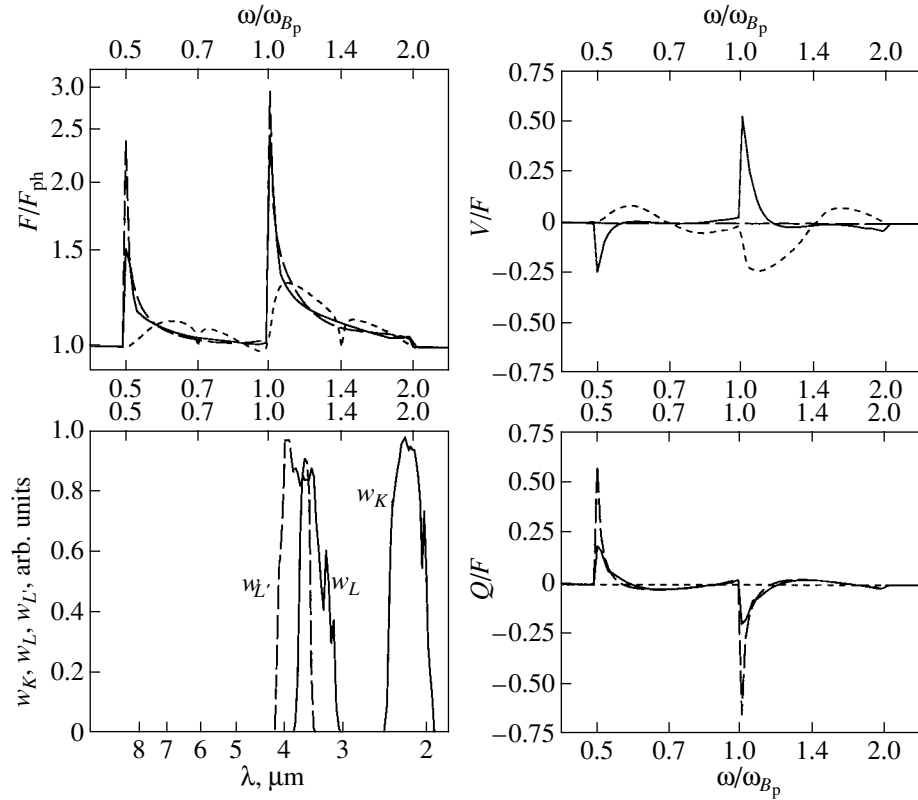 ω/ω_{B_p}
0.5 0.7 1.0 1.4 2.0
3.0
2.5
2.0
1.5
1.0
F/F_ph
0.5 0.7 1.0 1.4 2.0
ω/ω_{B_p}
0.5 0.7 1.0 1.4 2.0
0.75
0.50
0.25
0
−0.25
−0.50
−0.75
V/F
0.5 0.7 1.0 1.4 2.0
0.5 0.7 1.0 1.4 2.0
1.0
0.8
0.6
0.4
0.2
0
w_K, w_L, w_{L′}, arb. units
w_{L′}
w_L
w_K
8 7 6 5 4 3 2
λ, μm
0.5 0.7 1.0 1.4 2.0
0.75
0.50
0.25
0
−0.25
−0.50
−0.75
Q/F
0.5 0.7 1.0 1.4 2.0
ω/ω_{B_p}